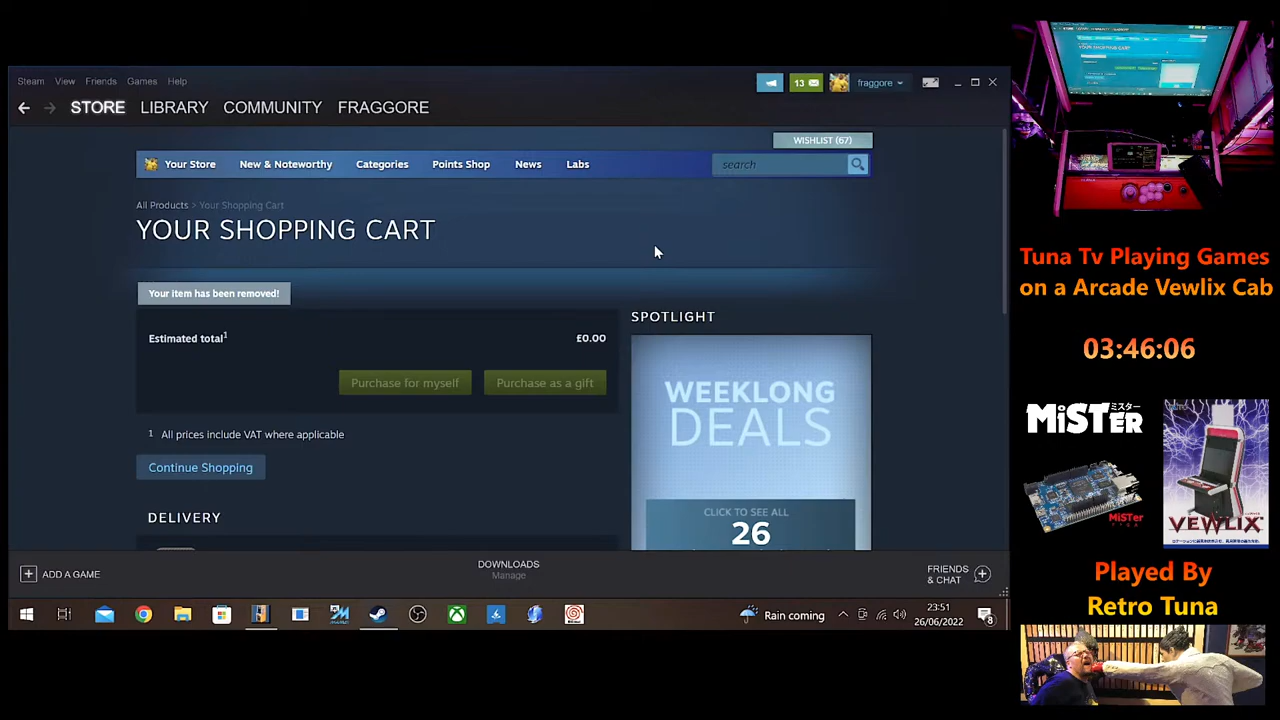 Steam View Friends Games Help
13 fraggore
STORE LIBRARY COMMUNITY FRAGGORE
WISHLIST (67)
Your Store New & Noteworthy Categories Points Shop News Labs search
All Products > Your Shopping Cart
YOUR SHOPPING CART
Your item has been removed!
Estimated total1 £0.00
Purchase for myself Purchase as a gift
1 All prices include VAT where applicable
Continue Shopping
DELIVERY
SPOTLIGHT
WEEKLONG
DEALS
CLICK TO SEE ALL
26
ADD A GAME
DOWNLOADS
Manage
FRIENDS
& CHAT
Rain coming
23:51
26/06/2022
8
Tuna Tv Playing Games
on a Arcade Vewlix Cab
03:46:06
MiSTer ミスター
MiSTer
VEWLIX
Played By
Retro Tuna